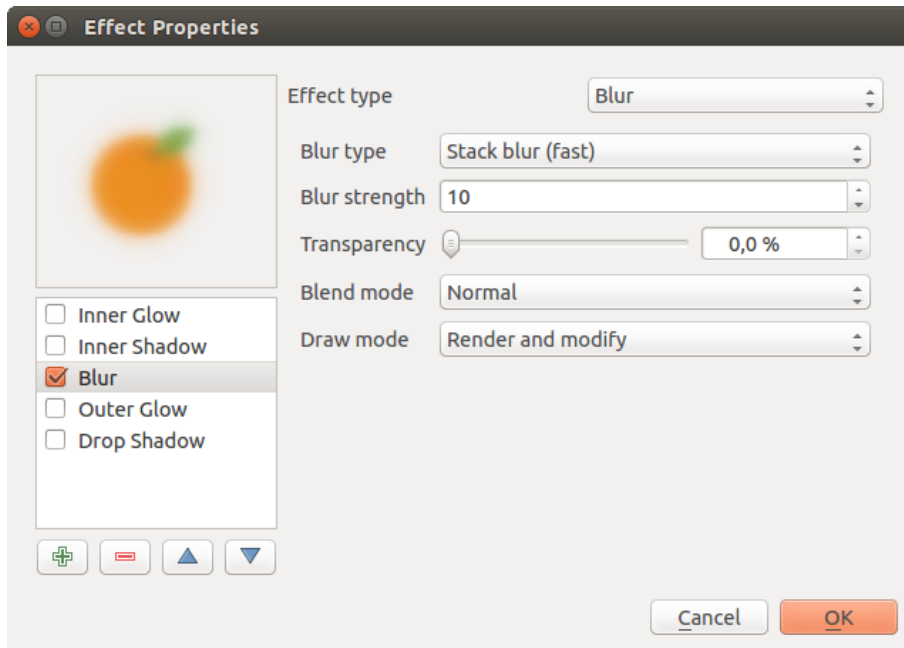 Effect Properties
Effect type Blur
Blur type Stack blur (fast)
Blur strength 10
Transparency 0,0 %
Blend mode Normal
Draw mode Render and modify
Inner Glow
Inner Shadow
Blur
Outer Glow
Drop Shadow
Cancel OK